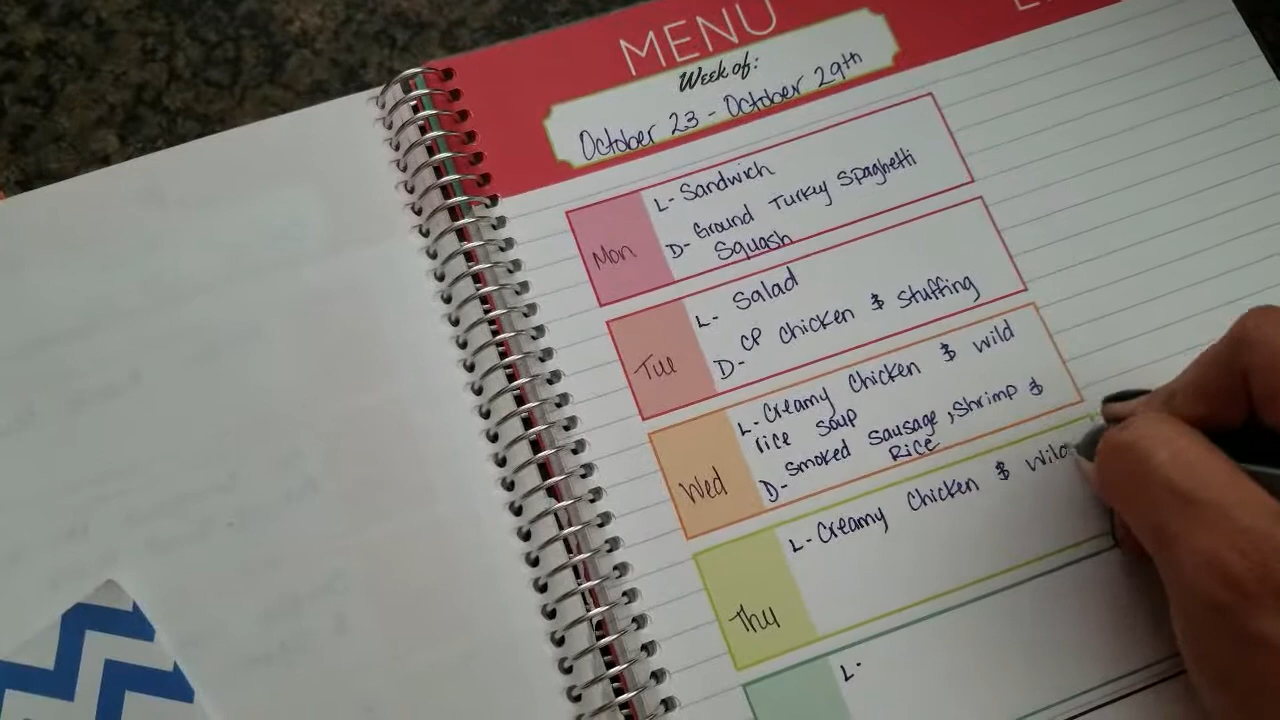 MENU
Week of:
October 23 - October 29th
Mon
L- Sandwich
D- Ground Turkey Spaghetti
Squash
Tue
L- Salad
D- CP Chicken & Stuffing
Wed
L- Creamy Chicken & wild
rice soup
D- Smoked Sausage, Shrimp &
Rice
Thu
L- Creamy Chicken & wild
L-